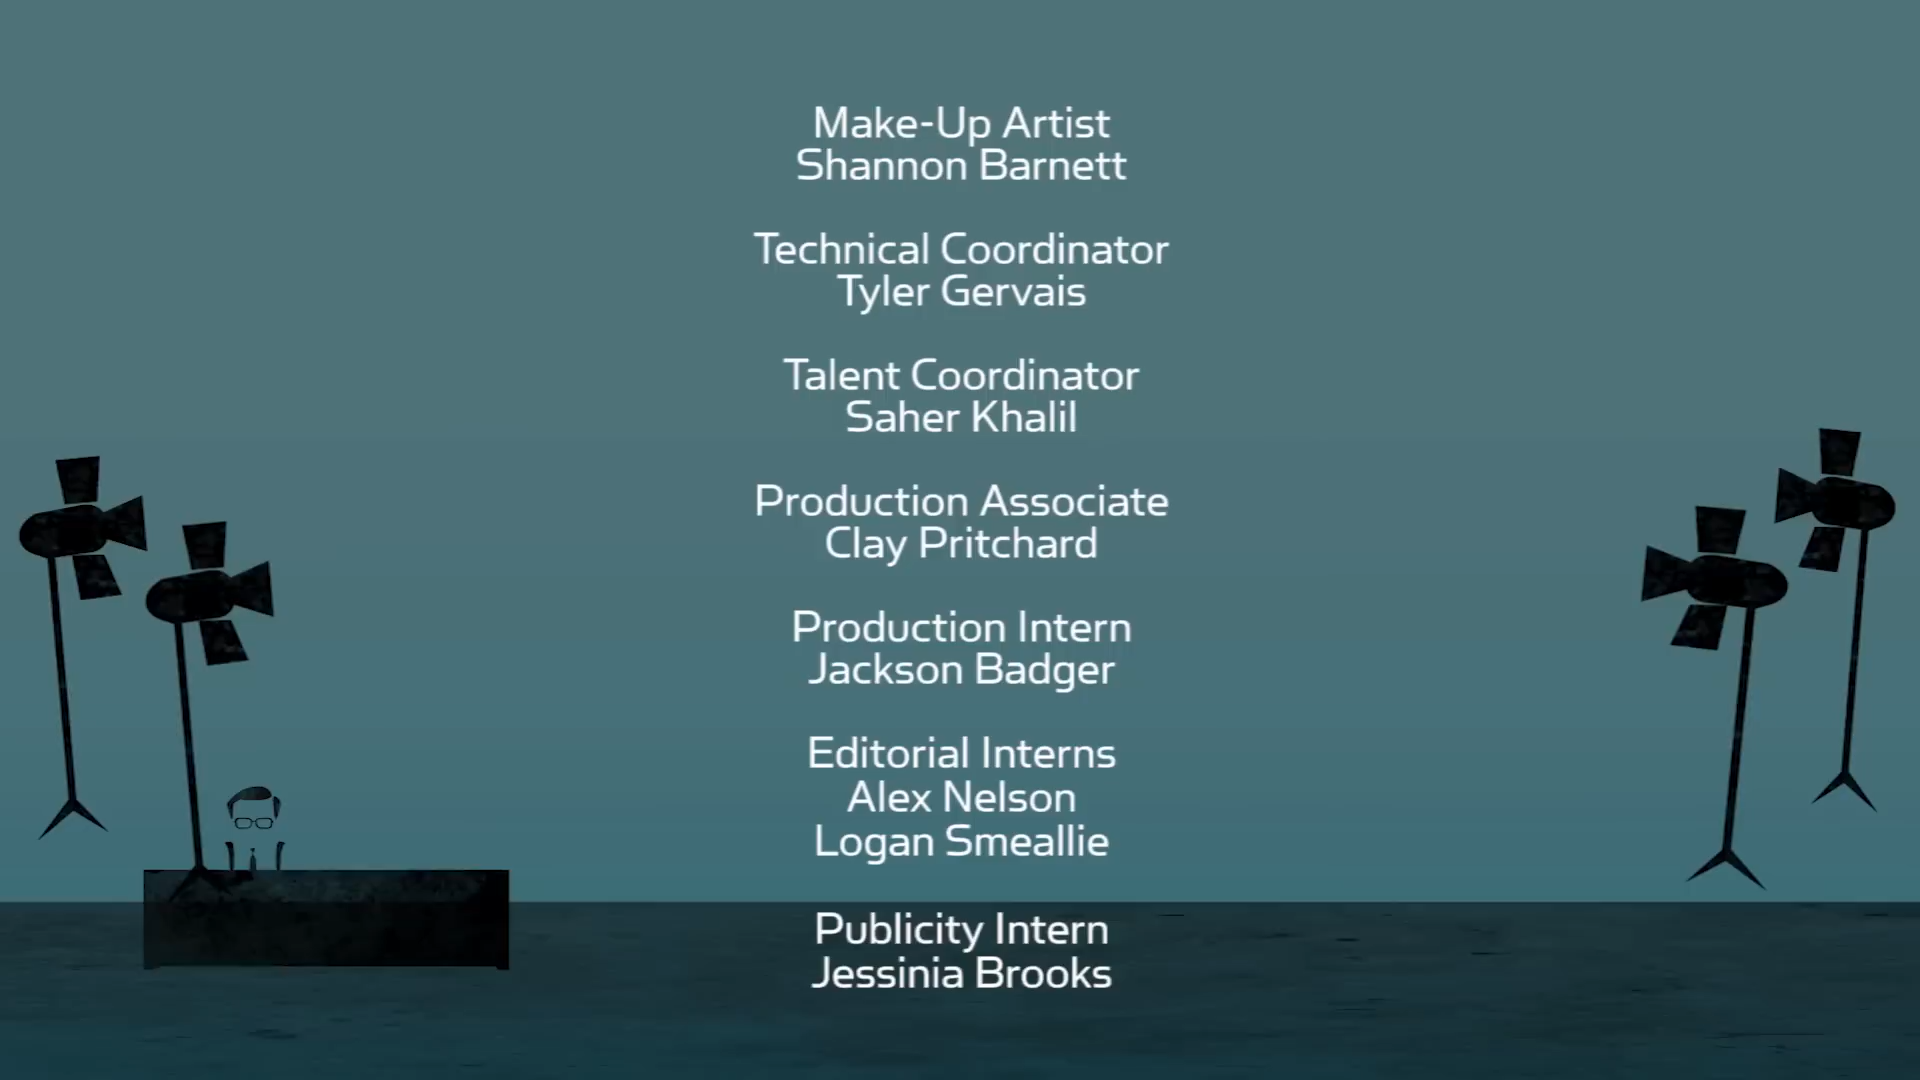 Make-Up Artist
Shannon Barnett
Technical Coordinator
Tyler Gervais
Talent Coordinator
Saher Khalil
Production Associate
Clay Pritchard
Production Intern
Jackson Badger
Editorial Interns
Alex Nelson
Logan Smeallie
Publicity Intern
Jessinia Brooks